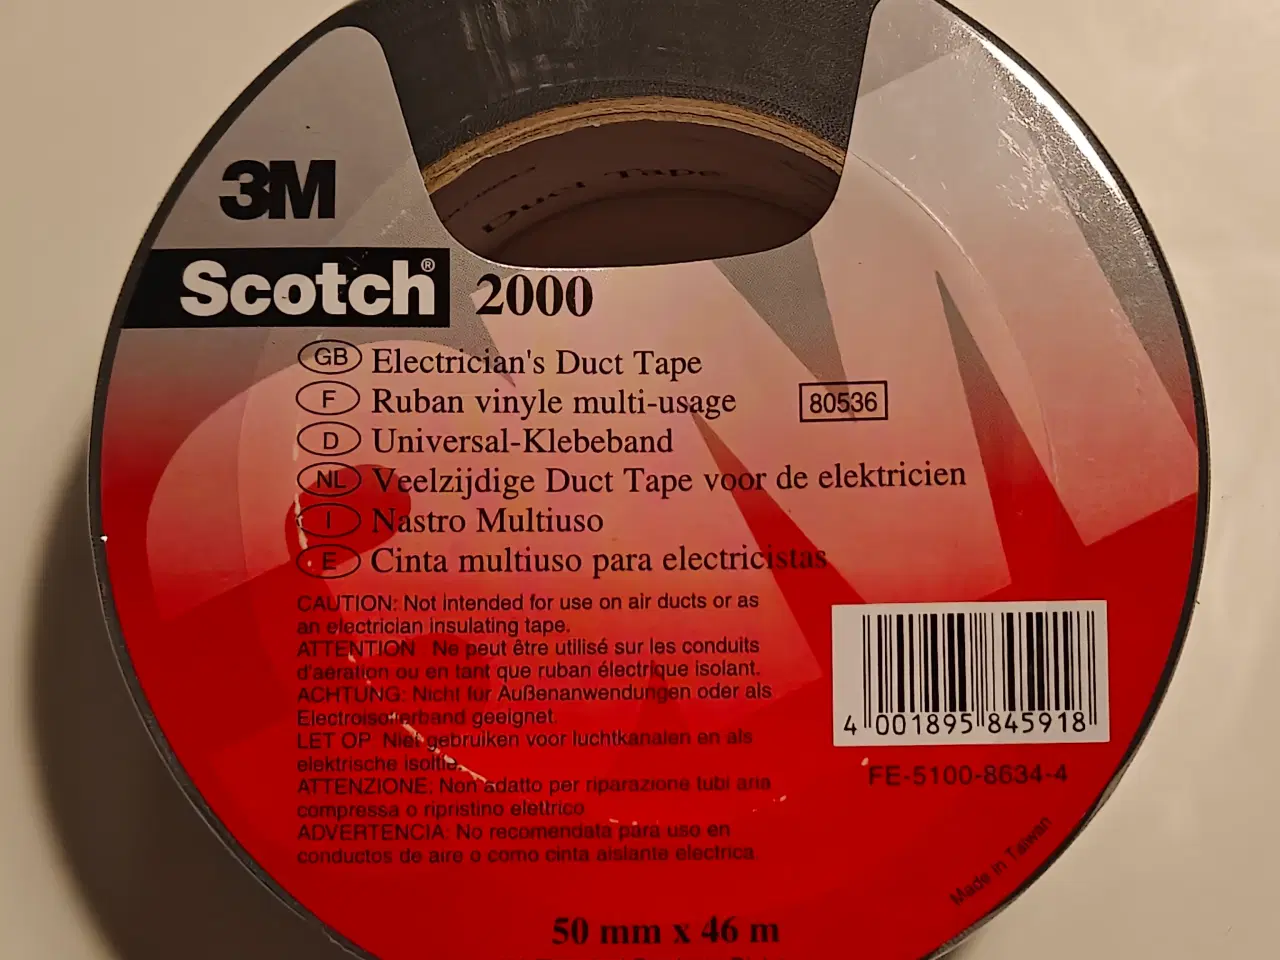 Duct Tape
3M
Scotch® 2000
GB Electrician's Duct Tape
F Ruban vinyle multi-usage
80536
D Universal-Klebeband
NL Veelzijdige Duct Tape voor de elektricien
I Nastro Multiuso
E Cinta multiuso para electricistas
CAUTION: Not intended for use on air ducts or as
an electrician insulating tape.
ATTENTION Ne peut être utilisé sur les conduits
d'aération ou en tant que ruban électrique isolant.
ACHTUNG: Nicht für Außenanwendungen oder als
Electroisolierband geeignet.
LET OP Niet gebruiken voor luchtkanalen en als
elektrische isoltie.
ATTENZIONE: Non adatto per riparazione tubi aria
compressa o ripristino elettrico
ADVERTENCIA: No recomendata para uso en
conductos de aire o como cinta aislante electrica
4 001895 845918
FE-5100-8634-4
Made in Taiwan
50 mm x 46 m